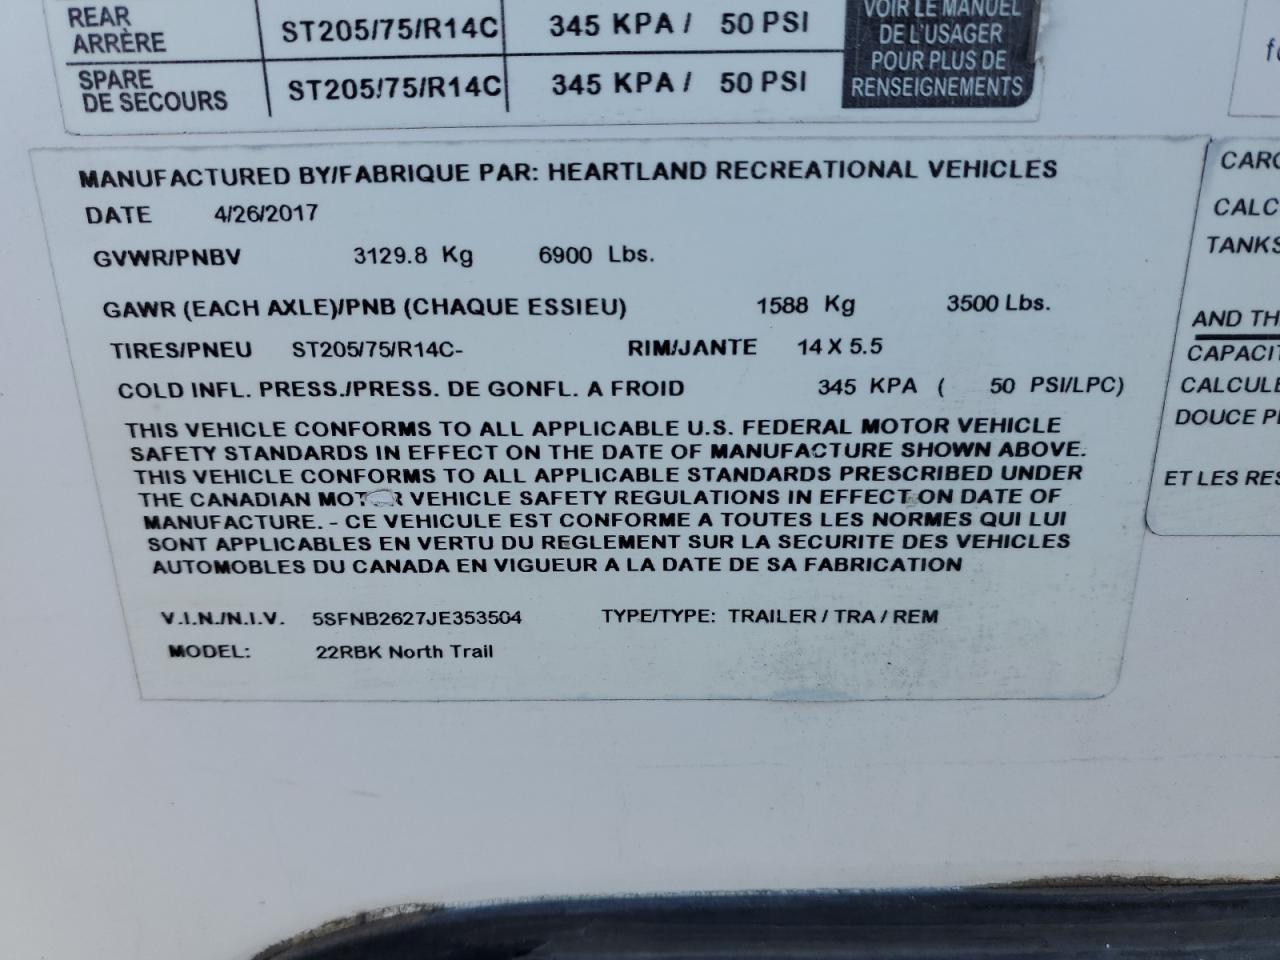 REAR
ARRÈRE
ST205/75/R14C
345 KPA / 50 PSI
SPARE
DE SECOURS
ST205/75/R14C
345 KPA / 50 PSI
VOIR LE MANUEL
DE L'USAGER
POUR PLUS DE
RENSEIGNEMENTS
MANUFACTURED BY/FABRIQUE PAR: HEARTLAND RECREATIONAL VEHICLES
DATE 4/26/2017
GVWR/PNBV 3129.8 Kg 6900 Lbs.
GAWR (EACH AXLE)/PNB (CHAQUE ESSIEU) 1588 Kg 3500 Lbs.
TIRES/PNEU ST205/75/R14C- RIM/JANTE 14 X 5.5
COLD INFL. PRESS./PRESS. DE GONFL. A FROID 345 KPA ( 50 PSI/LPC)
THIS VEHICLE CONFORMS TO ALL APPLICABLE U.S. FEDERAL MOTOR VEHICLE
SAFETY STANDARDS IN EFFECT ON THE DATE OF MANUFACTURE SHOWN ABOVE.
THIS VEHICLE CONFORMS TO ALL APPLICABLE STANDARDS PRESCRIBED UNDER
THE CANADIAN MOTOR VEHICLE SAFETY REGULATIONS IN EFFECT ON DATE OF
MANUFACTURE. - CE VEHICULE EST CONFORME A TOUTES LES NORMES QUI LUI
SONT APPLICABLES EN VERTU DU REGLEMENT SUR LA SECURITE DES VEHICLES
AUTOMOBLES DU CANADA EN VIGUEUR A LA DATE DE SA FABRICATION
V.I.N./N.I.V. 5SFNB2627JE353504 TYPE/TYPE: TRAILER / TRA / REM
MODEL: 22RBK North Trail
CARG
CALC
TANKS
AND TH
CAPACIT
CALCULE
DOUCE P
ET LES RES